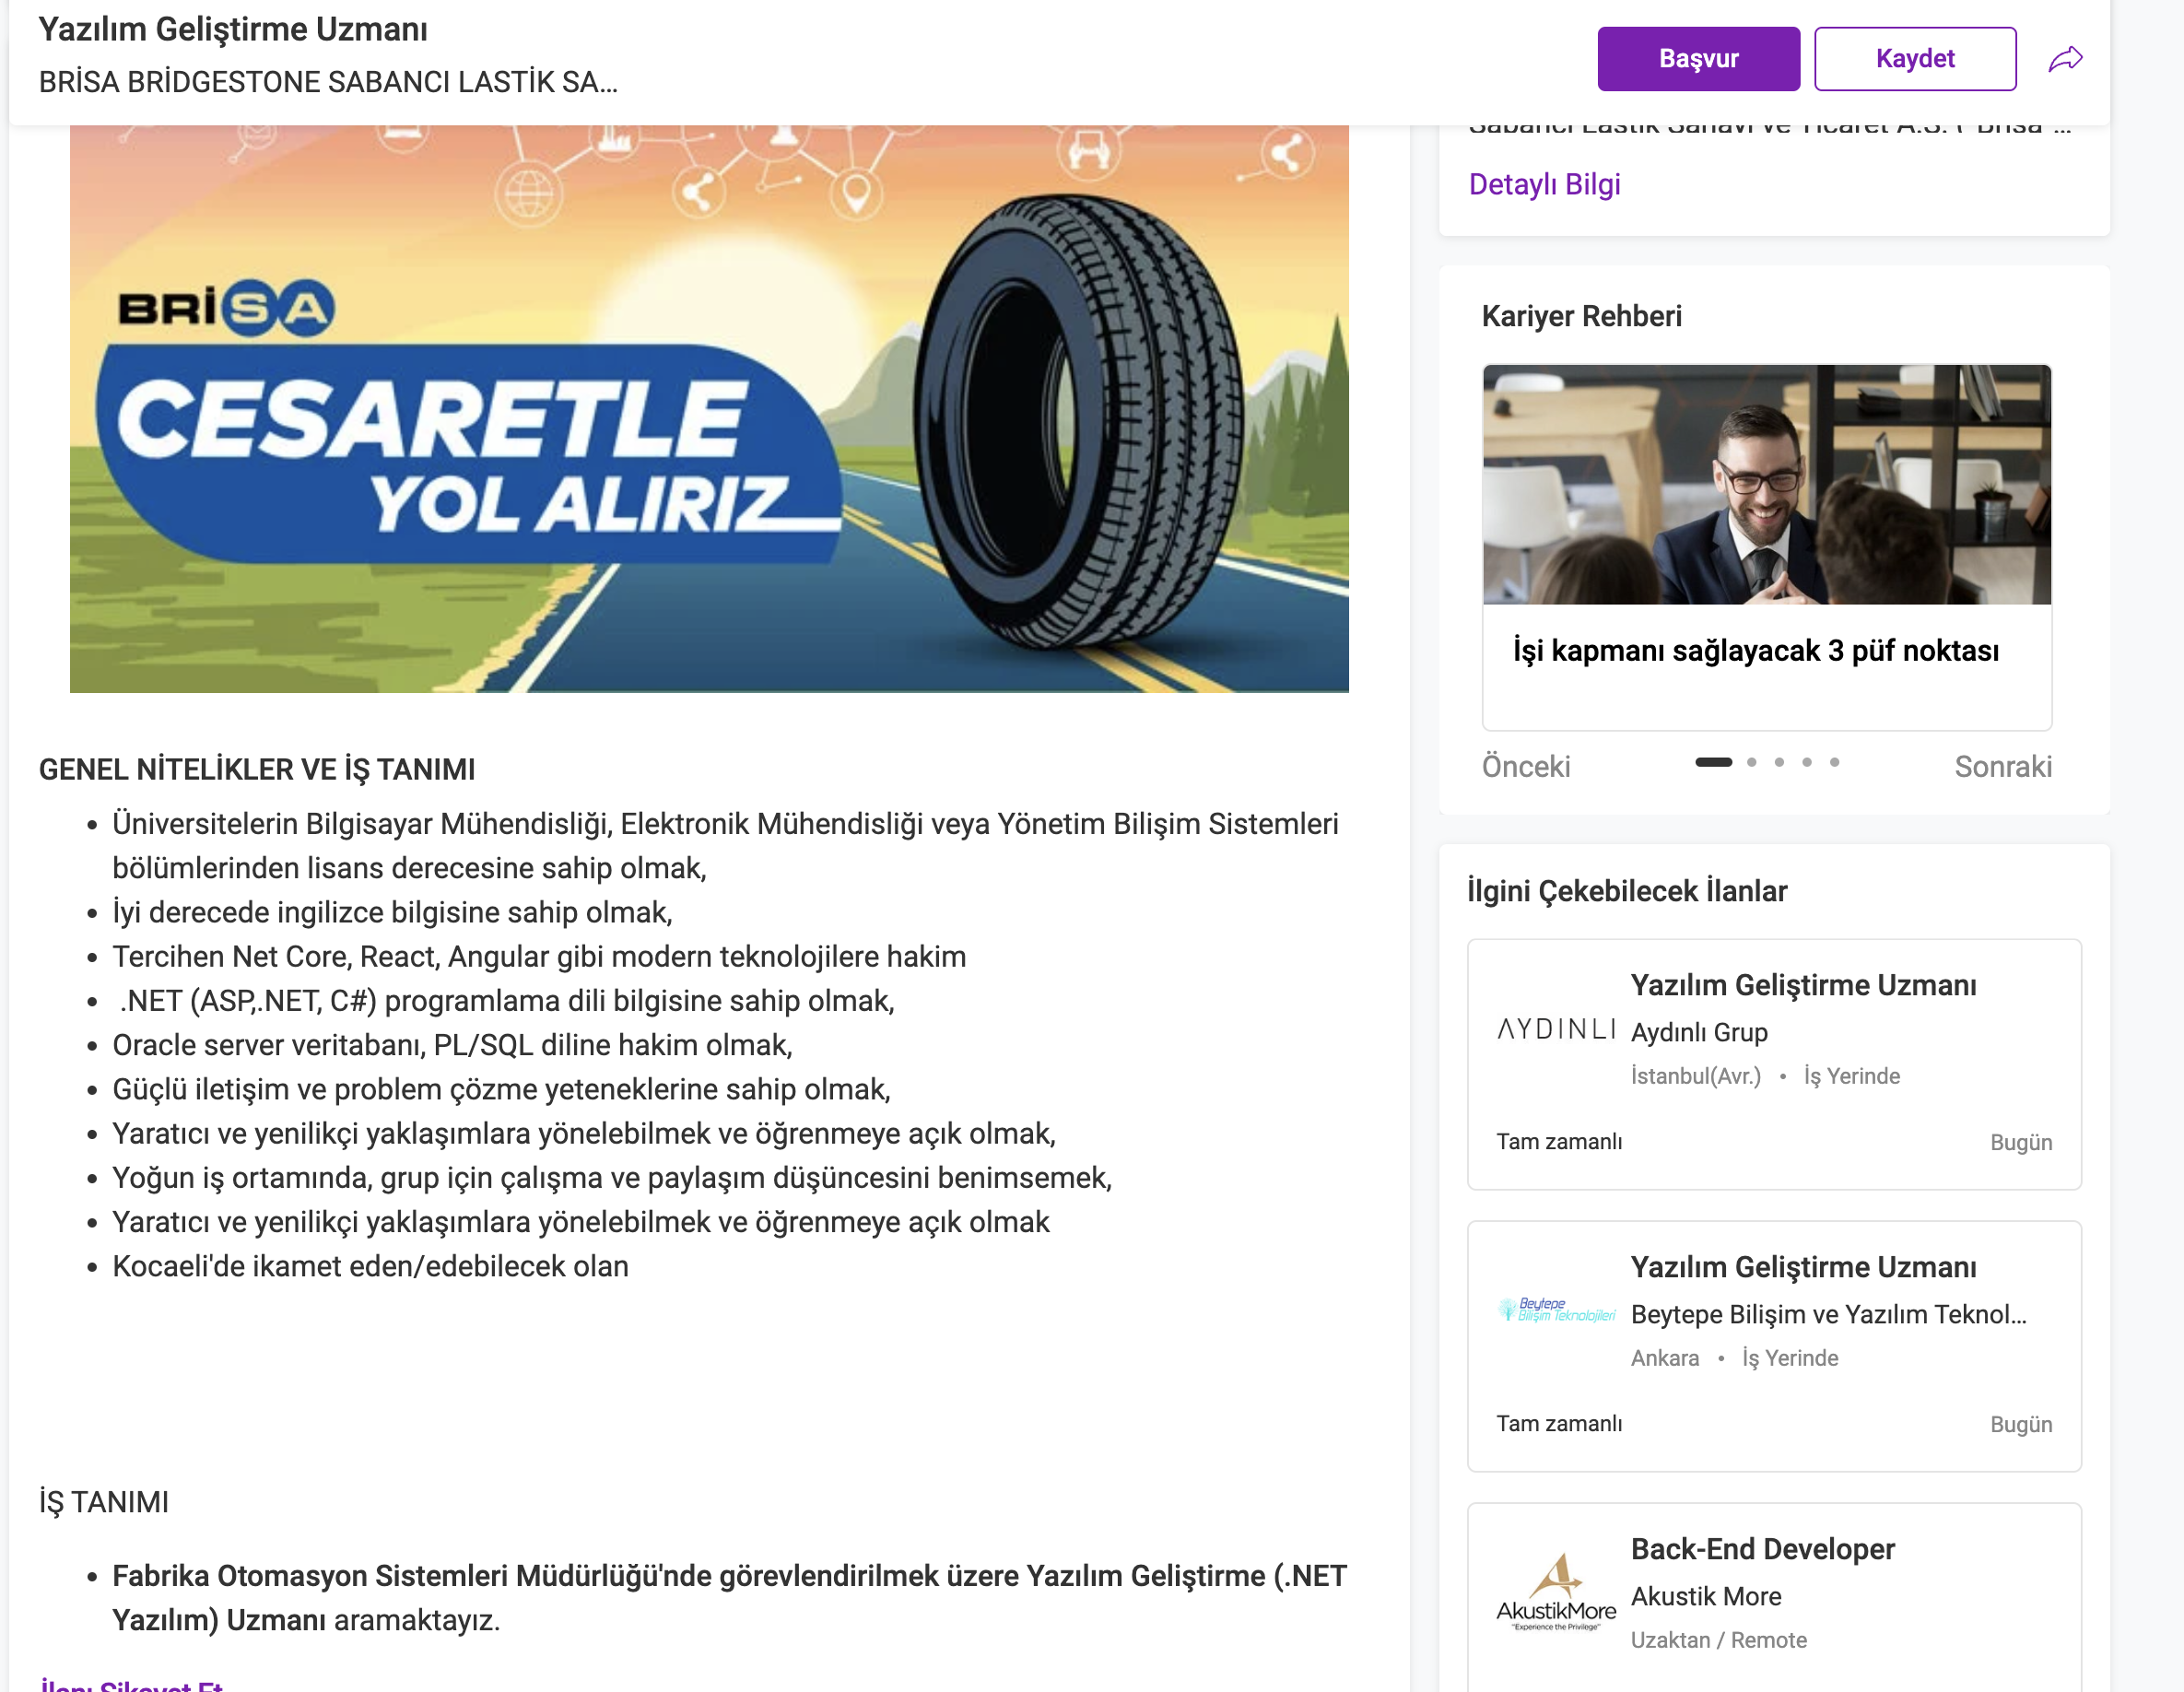 Yazılım Geliştirme Uzmanı
BRİSA BRİDGESTONE SABANCI LASTİK SA...
Başvur
Kaydet
BRİSA
CESARETLE
YOL ALIRIZ
GENEL NİTELİKLER VE İŞ TANIMI
• Üniversitelerin Bilgisayar Mühendisliği, Elektronik Mühendisliği veya Yönetim Bilişim Sistemleri
bölümlerinden lisans derecesine sahip olmak,
• İyi derecede ingilizce bilgisine sahip olmak,
• Tercihen Net Core, React, Angular gibi modern teknolojilere hakim
• .NET (ASP,.NET, C#) programlama dili bilgisine sahip olmak,
• Oracle server veritabanı, PL/SQL diline hakim olmak,
• Güçlü iletişim ve problem çözme yeteneklerine sahip olmak,
• Yaratıcı ve yenilikçi yaklaşımlara yönelebilmek ve öğrenmeye açık olmak,
• Yoğun iş ortamında, grup için çalışma ve paylaşım düşüncesini benimsemek,
• Yaratıcı ve yenilikçi yaklaşımlara yönelebilmek ve öğrenmeye açık olmak
• Kocaeli'de ikamet eden/edebilecek olan
İŞ TANIMI
• Fabrika Otomasyon Sistemleri Müdürlüğü'nde görevlendirilmek üzere Yazılım Geliştirme (.NET
Yazılım) Uzmanı aramaktayız.
İlanı Şikayet Et
Sabancı Lastik Sanayi ve Ticaret A.Ş. ( "Brisa" ...
Detaylı Bilgi
Kariyer Rehberi
İşi kapmanı sağlayacak 3 püf noktası
Önceki
Sonraki
İlgini Çekebilecek İlanlar
AYDINLI
Yazılım Geliştirme Uzmanı
Aydınlı Grup
İstanbul(Avr.) • İş Yerinde
Tam zamanlı
Bugün
Beytepe
Bilişim Teknolojileri
Yazılım Geliştirme Uzmanı
Beytepe Bilişim ve Yazılım Teknol...
Ankara • İş Yerinde
Tam zamanlı
Bugün
AkustikMore
"Experience the Privilege"
Back-End Developer
Akustik More
Uzaktan / Remote